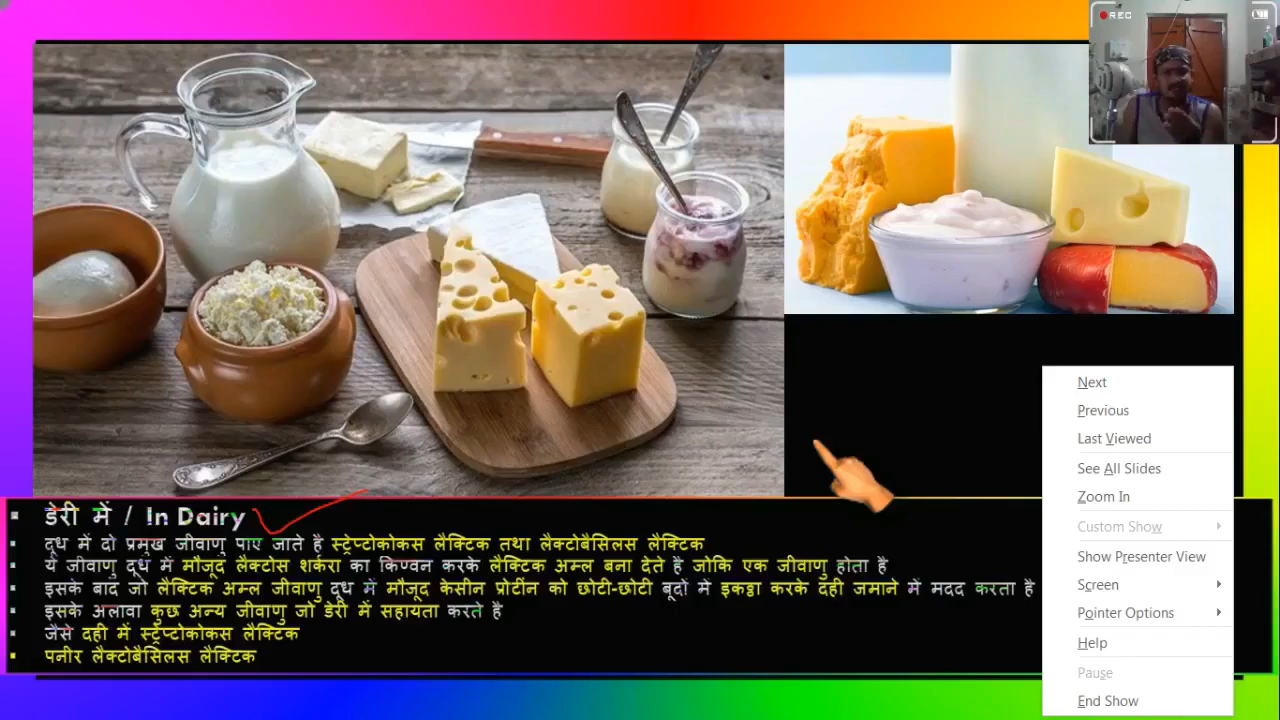 REC
डेरी में / In Dairy
दूध में दो प्रमुख जीवाणु पाए जाते है स्ट्रेप्टोकोकस लैक्टिक तथा लैक्टोबैसिलस लैक्टिक
ये जीवाणु दूध में मौजूद लैक्टोस शर्करा का किण्वन करके लैक्टिक अम्ल बना देते है जोकि एक जीवाणु होता है
इसके बाद जो लैक्टिक अम्ल जीवाणु दूध में मौजूद केसीन प्रोटीन को छोटी-छोटी बूदों में इकठ्ठा करके दही जमाने में मदद करता है
इसके अलावा कुछ अन्य जीवाणु जो डेरी में सहायता करते है
जैसे दही में स्ट्रेप्टोकोकस लैक्टिक
पनीर लैक्टोबैसिलस लैक्टिक
Next
Previous
Last Viewed
See All Slides
Zoom In
Custom Show
Show Presenter View
Screen
Pointer Options
Help
Pause
End Show